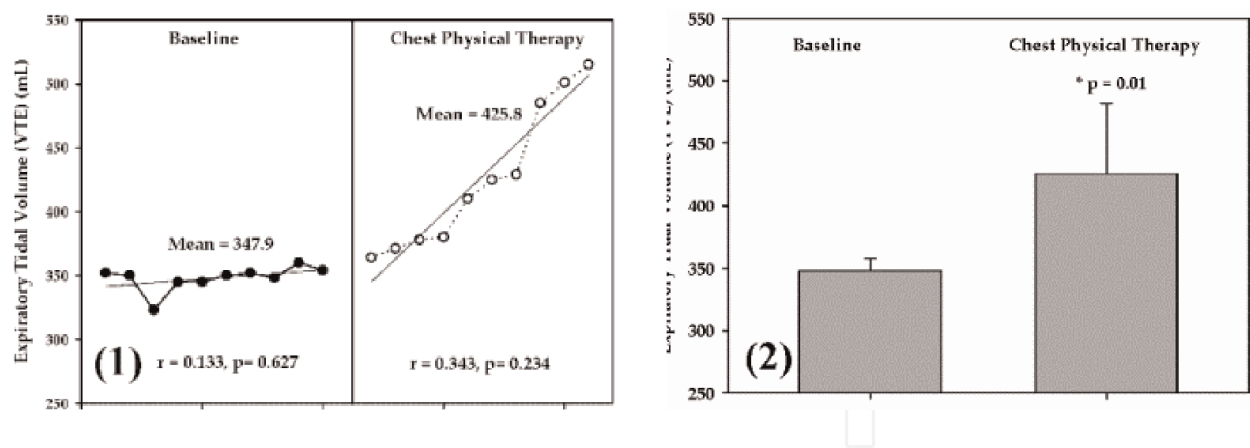 550
500
450
400
350
300
250
Expiratory Tidal Volume (VTE) (mL)
Baseline
Mean = 347.9
(1) r = 0.133, p= 0.627
Chest Physical Therapy
Mean = 425.8
r = 0.343, p= 0.234
550
500
450
400
350
300
250
Tidal Volume
Baseline
Chest Physical Therapy
* p = 0.01
(2)